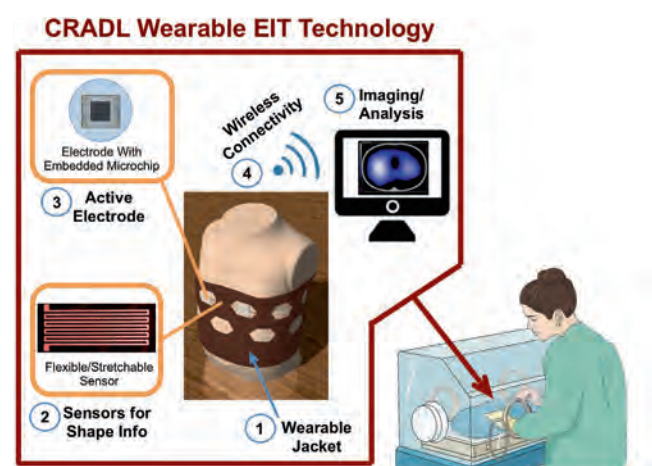 CRADL Wearable EIT Technology
Electrode With
Embedded Microchip
3 Active
Electrode
Wireless
Connectivity
4
5 Imaging/
Analysis
Flexible/Stretchable
Sensor
2 Sensors for
Shape Info
1 Wearable
Jacket